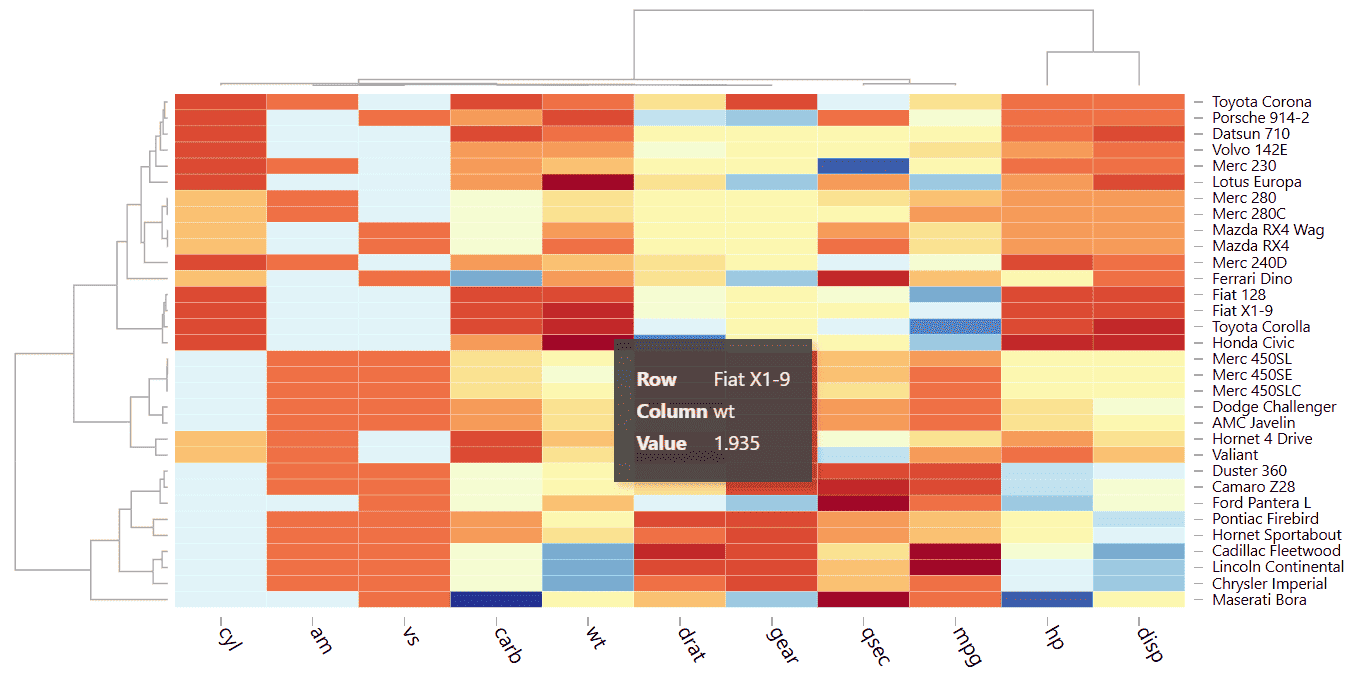 Toyota Corona
Porsche 914-2
Datsun 710
Volvo 142E
Merc 230
Lotus Europa
Merc 280
Merc 280C
Mazda RX4 Wag
Mazda RX4
Merc 240D
Ferrari Dino
Fiat 128
Fiat X1-9
Toyota Corolla
Honda Civic
Merc 450SL
Merc 450SE
Merc 450SLC
Dodge Challenger
AMC Javelin
Hornet 4 Drive
Valiant
Duster 360
Camaro Z28
Ford Pantera L
Pontiac Firebird
Hornet Sportabout
Cadillac Fleetwood
Lincoln Continental
Chrysler Imperial
Maserati Bora
Row Fiat X1-9
Column wt
Value 1.935
cyl am vs carb wt drat gear qsec mpg hp disp